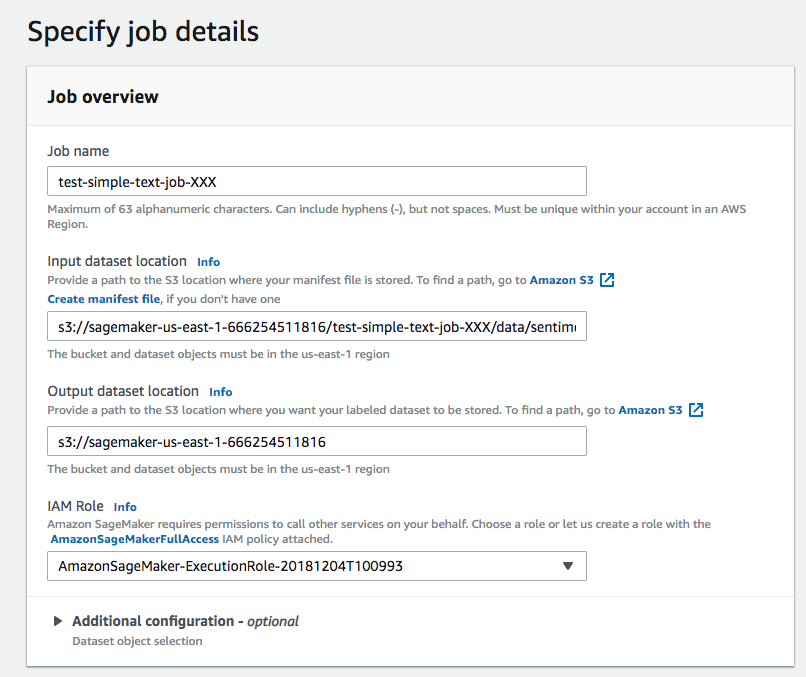 Specify job details
Job overview
Job name
test-simple-text-job-XXX
Maximum of 63 alphanumeric characters. Can include hyphens (-), but not spaces. Must be unique within your account in an AWS
Region.
Input dataset location Info
Provide a path to the S3 location where your manifest file is stored. To find a path, go to Amazon S3
Create manifest file, if you don't have one
s3://sagemaker-us-east-1-666254511816/test-simple-text-job-XXX/data/sentime
The bucket and dataset objects must be in the us-east-1 region
Output dataset location Info
Provide a path to the S3 location where you want your labeled dataset to be stored. To find a path, go to Amazon S3
s3://sagemaker-us-east-1-666254511816
The bucket and dataset objects must be in the us-east-1 region
IAM Role Info
Amazon SageMaker requires permissions to call other services on your behalf. Choose a role or let us create a role with the
AmazonSageMakerFullAccess IAM policy attached.
AmazonSageMaker-ExecutionRole-20181204T100993
Additional configuration - optional
Dataset object selection